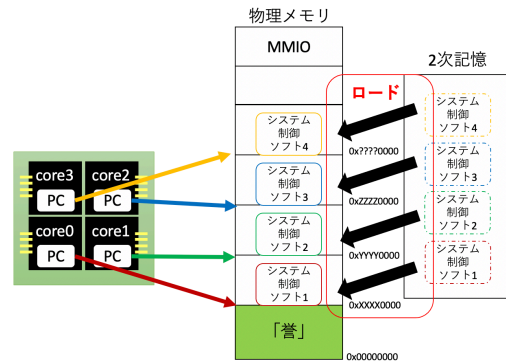 物理メモリ
MMIO
2次記憶
ロード
システム
制御
ソフト4
システム
制御
ソフト4
0x????0000
システム
制御
ソフト3
システム
制御
ソフト3
0xZZZZ0000
システム
制御
ソフト2
システム
制御
ソフト2
0xYYYY0000
システム
制御
ソフト1
システム
制御
ソフト1
0xXXXX0000
「誉」
0x00000000
core3
PC
core2
PC
core0
PC
core1
PC